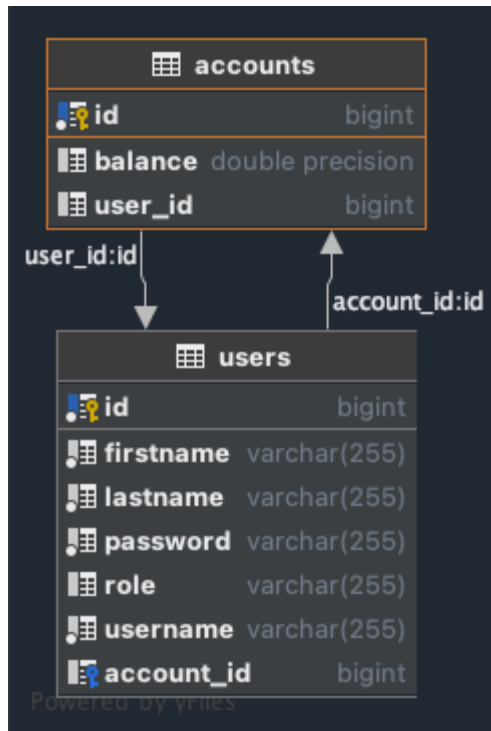 accounts
id bigint
balance double precision
user_id bigint
user_id:id
account_id:id
users
id bigint
firstname varchar(255)
lastname varchar(255)
password varchar(255)
role varchar(255)
username varchar(255)
account_id bigint
Powered by yFiles